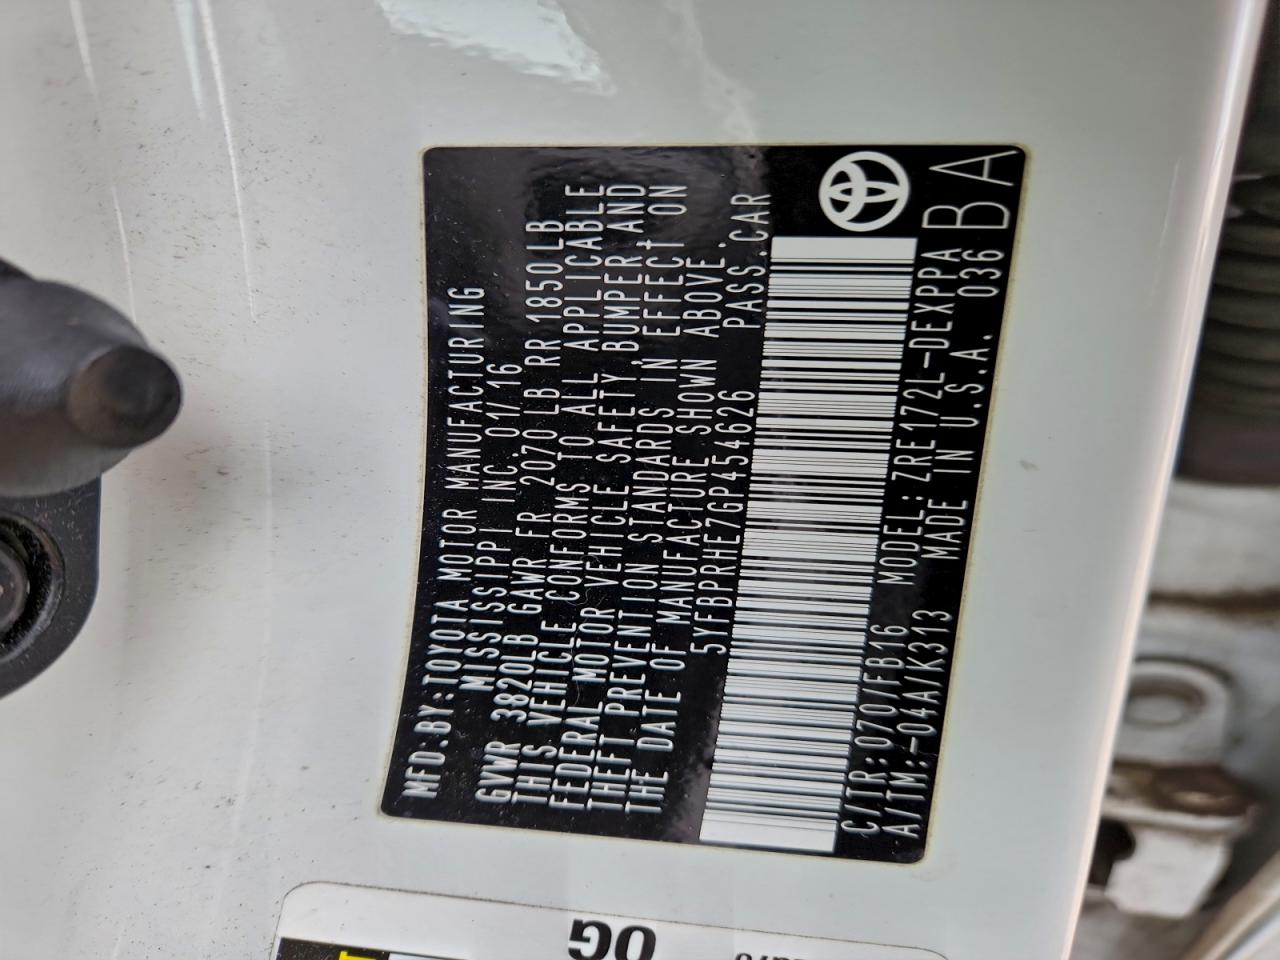 MFD.BY:TOYOTA MOTOR MANUFACTURING
MISSISSIPPI INC. 01/16
GVWR 3820LB GAWR FR 2070 LB RR 1850LB
THIS VEHICLE CONFORMS TO ALL APPLICABLE
FEDERAL MOTOR VEHICLE SAFETY,BUMPER AND
THEFT PREVENTION STANDARDS IN EFFECT ON
THE DATE OF MANUFACTURE SHOWN ABOVE.
5YFBPRHE7GP454626 PASS.CAR
C/TR:070/FB16 MODEL:ZRE172L-DEXPPA
A/TM:-04A/K313 MADE IN U.S.A. 036 BA